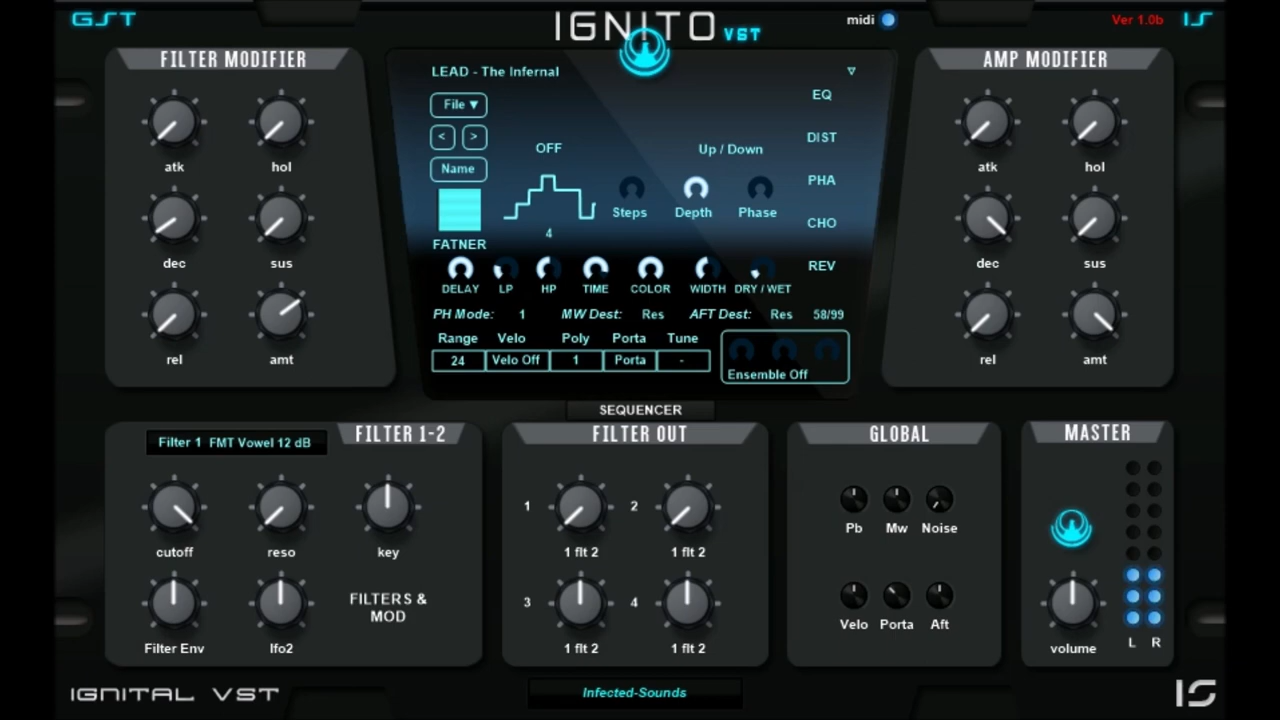 GST
IGNITO VST
midi
Ver 1.0b
IS
FILTER MODIFIER
atk
hol
dec
sus
rel
amt
LEAD - The Infernal
▽
File ▼
< >
Name
FATNER
OFF
4
Up / Down
Steps
Depth
Phase
EQ
DIST
PHA
CHO
REV
DELAY LP HP TIME COLOR WIDTH DRY / WET
PH Mode: 1 MW Dest: Res AFT Dest: Res 58/99
Range Velo Poly Porta Tune
24 Velo Off 1 Porta -
Ensemble Off
AMP MODIFIER
atk
hol
dec
sus
rel
amt
SEQUENCER
Filter 1 FMT Vowel 12 dB
FILTER 1-2
cutoff
reso
key
Filter Env
lfo2
FILTERS &
MOD
FILTER OUT
1
2
1 flt 2
1 flt 2
3
4
1 flt 2
1 flt 2
GLOBAL
Pb Mw Noise
Velo Porta Aft
MASTER
volume
L R
IGNITAL VST
Infected-Sounds
IS